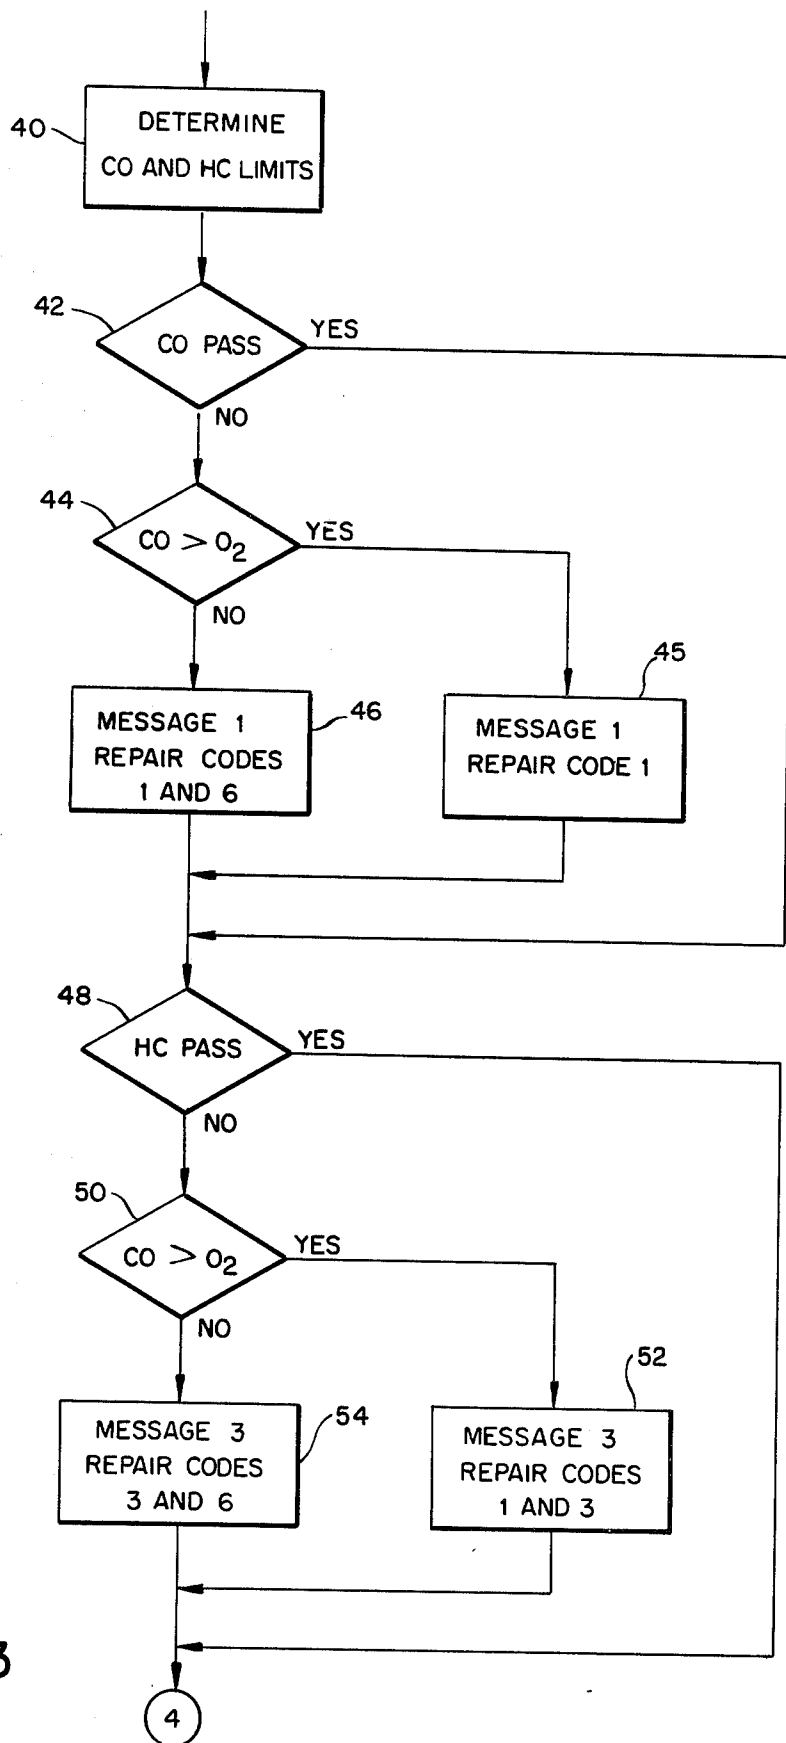 40
DETERMINE
CO AND HC LIMITS
42
CO PASS
YES
NO
44
CO > O2
YES
NO
45
MESSAGE 1
REPAIR CODES
1 AND 6
46
MESSAGE 1
REPAIR CODE 1
48
HC PASS
YES
NO
50
CO > O2
YES
NO
52
MESSAGE 3
REPAIR CODES
3 AND 6
54
MESSAGE 3
REPAIR CODES
1 AND 3
3
4